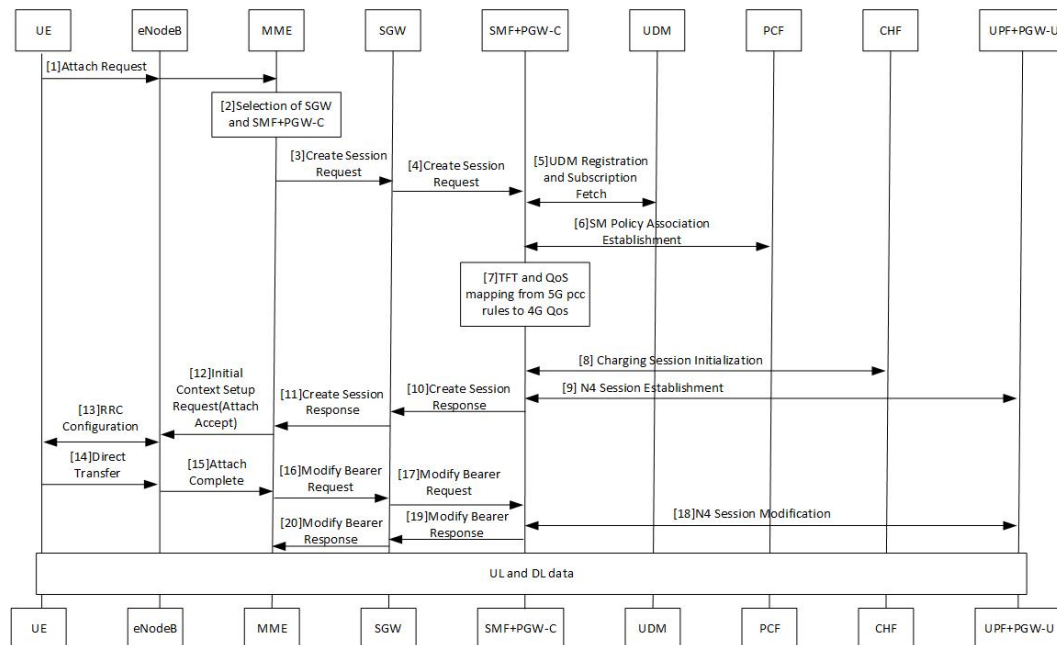 UE
eNodeB
MME
SGW
SMF+PGW-C
UDM
PCF
CHF
UPF+PGW-U
[1]Attach Request
[2]Selection of SGW
and SMF+PGW-C
[3]Create Session
Request
[4]Create Session
Request
[5]UDM Registration
and Subscription
Fetch
[6]SM Policy Association
Establishment
[7]TFT and QoS
mapping from 5G pcc
rules to 4G Qos
[8] Charging Session Initialization
[9] N4 Session Establishment
[10]Create Session
Response
[11]Create Session
Response
[12]Initial
Context Setup
Request(Attach
Accept)
[13]RRC
Configuration
[14]Direct
Transfer
[15]Attach
Complete
[16]Modify Bearer
Request
[17]Modify Bearer
Request
[18]N4 Session Modification
[19]Modify Bearer
Response
[20]Modify Bearer
Response
UL and DL data
UE
eNodeB
MME
SGW
SMF+PGW-C
UDM
PCF
CHF
UPF+PGW-U